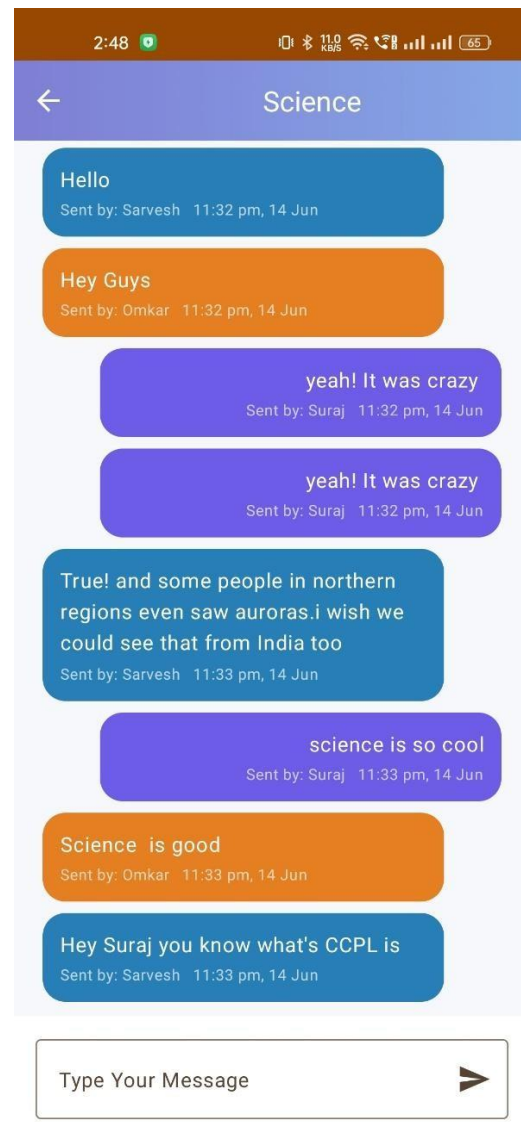 2:48
11.0
KB/S
65
Science
Hello
Sent by: Sarvesh 11:32 pm, 14 Jun
Hey Guys
Sent by: Omkar 11:32 pm, 14 Jun
yeah! It was crazy
Sent by: Suraj 11:32 pm, 14 Jun
yeah! It was crazy
Sent by: Suraj 11:32 pm, 14 Jun
True! and some people in northern
regions even saw auroras.i wish we
could see that from India too
Sent by: Sarvesh 11:33 pm, 14 Jun
science is so cool
Sent by: Suraj 11:33 pm, 14 Jun
Science is good
Sent by: Omkar 11:33 pm, 14 Jun
Hey Suraj you know what's CCPL is
Sent by: Sarvesh 11:33 pm, 14 Jun
Type Your Message